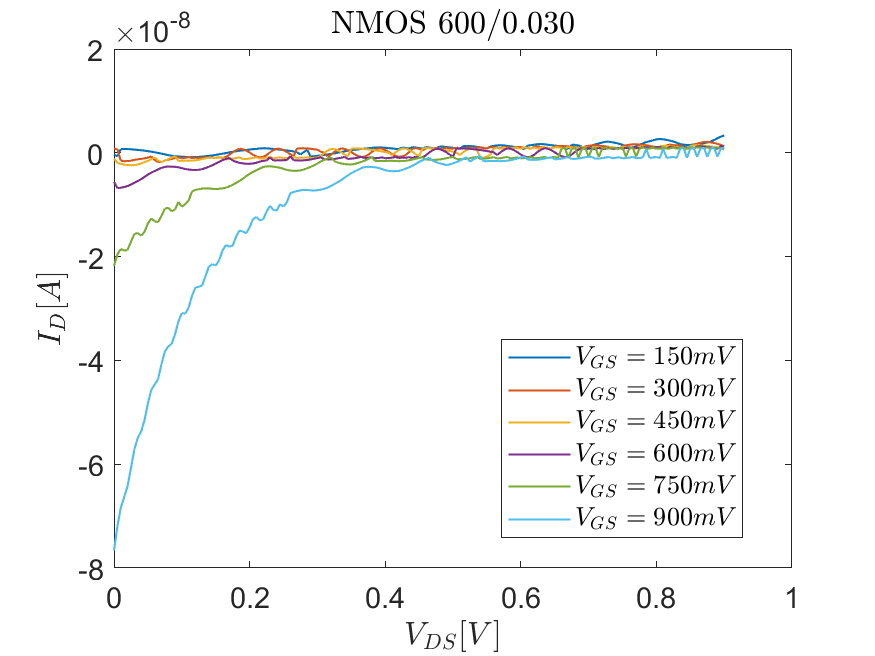 NMOS 600/0.030
×10-8
2
0
-2
-4
-6
-8
I_D[A]
V_GS = 150mV
V_GS = 300mV
V_GS = 450mV
V_GS = 600mV
V_GS = 750mV
V_GS = 900mV
0 0.2 0.4 0.6 0.8 1
V_DS[V]